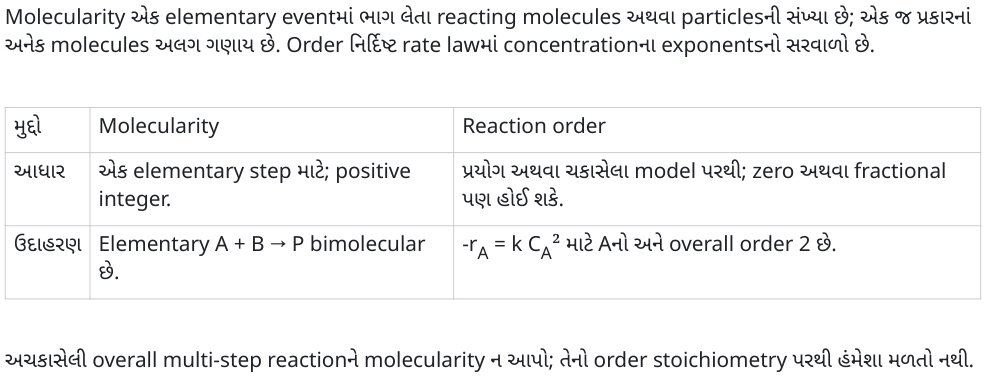 Molecularity એક elementary eventમાં ભાગ લેતા reacting molecules અથવા particlesની સંખ્યા છે; એક જ પ્રકારનાં
અનેક molecules અલગ ગણાય છે. Order નિર્દિષ્ટ rate lawમાં concentrationના exponentsનો સરવાળો છે.
મુદ્દો Molecularity Reaction order
આધાર એક elementary step માટે; positive integer. પ્રયોગ અથવા ચકાસેલા model પરથી; zero અથવા fractional પણ હોઈ શકે.
ઉદાહરણ Elementary A + B → P bimolecular છે. -r_A = k C_A² માટે Aનો અને overall order 2 છે.
અચકાસેલી overall multi-step reactionને molecularity ન આપો; તેનો order stoichiometry પરથી હંમેશા મળતો નથી.